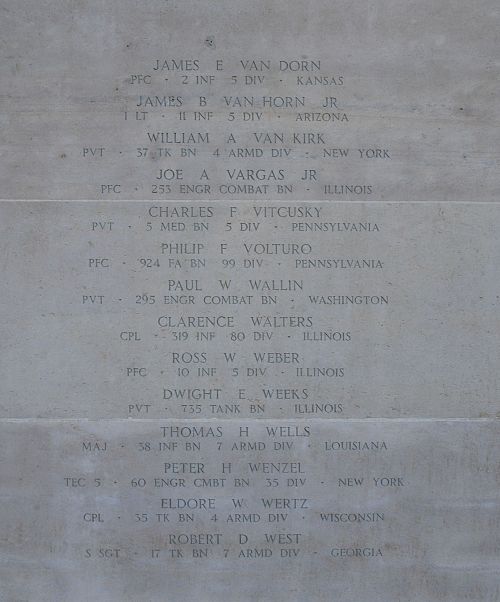 JAMES E VAN DORN
PFC · 2 INF 5 DIV · KANSAS
JAMES B VAN HORN JR
1 LT · 11 INF 5 DIV · ARIZONA
WILLIAM A VAN KIRK
PVT · 37 TK BN 4 ARMD DIV · NEW YORK
JOE A VARGAS JR
PFC · 253 ENGR COMBAT BN · ILLINOIS
CHARLES F VITCUSKY
PVT · 5 MED BN 5 DIV · PENNSYLVANIA
PHILIP F VOLTURO
PFC · 924 FA BN 99 DIV · PENNSYLVANIA
PAUL W WALLIN
PVT · 295 ENGR COMBAT BN · WASHINGTON
CLARENCE WALTERS
CPL · 319 INF 80 DIV · ILLINOIS
ROSS W WEBER
PFC · 10 INF 5 DIV · ILLINOIS
DWIGHT E WEEKS
PVT · 735 TANK BN · ILLINOIS
THOMAS H WELLS
MAJ · 38 INF BN 7 ARMD DIV · LOUISIANA
PETER H WENZEL
TEC 5 · 60 ENGR CMBT BN 35 DIV · NEW YORK
ELDORE W WERTZ
CPL · 35 TK BN 4 ARMD DIV · WISCONSIN
ROBERT D WEST
S SGT · 17 TK BN 7 ARMD DIV · GEORGIA